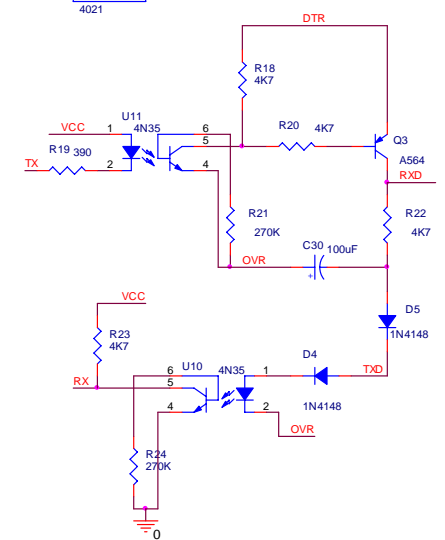 4021
DTR
R18
4K7
U11
4N35
VCC
1
6
R20
4K7
Q3
5
R19
390
A564
TX
2
4
RXD
R21
270K
R22
4K7
C30
100uF
OVR
+
VCC
D5
1N4148
R23
4K7
D4
U10
4N35
TXD
6
1
RX
5
1N4148
4
2
OVR
R24
270K
0